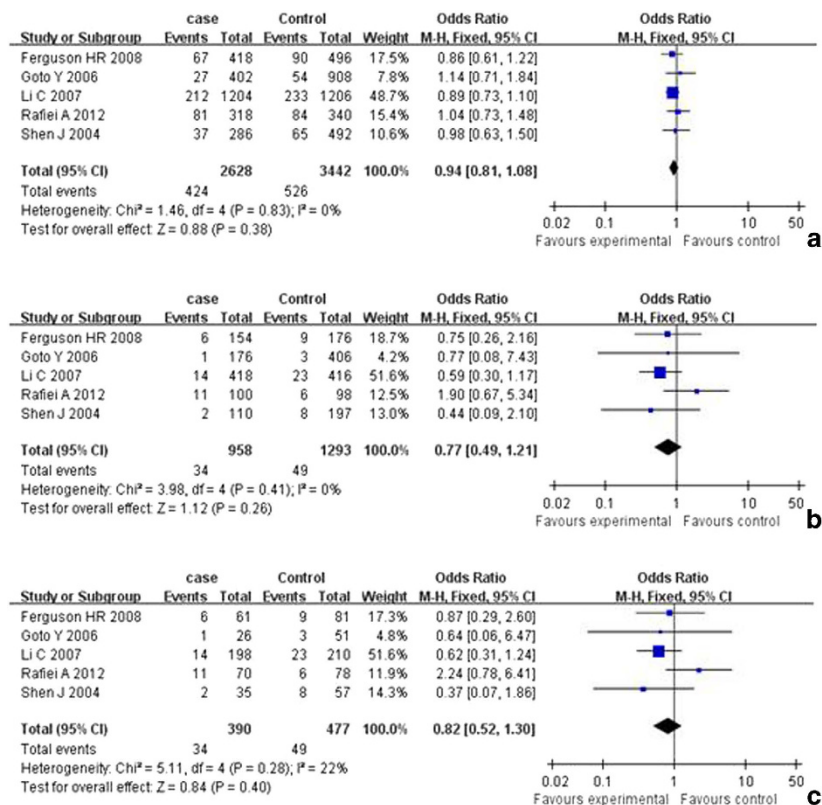 case Control Odds Ratio Odds Ratio
Study or Subgroup Events Total Events Total Weight M-H, Fixed, 95% CI M-H, Fixed, 95% CI
Ferguson HR 2008 67 418 90 496 17.5% 0.86 [0.61, 1.22]
Goto Y 2006 27 402 54 908 7.8% 1.14 [0.71, 1.84]
Li C 2007 212 1204 233 1206 48.7% 0.89 [0.73, 1.10]
Rafiei A 2012 81 318 84 340 15.4% 1.04 [0.73, 1.48]
Shen J 2004 37 286 65 492 10.6% 0.98 [0.63, 1.50]
Total (95% CI) 2628 3442 100.0% 0.94 [0.81, 1.08]
Total events 424 526
Heterogeneity: Chi² = 1.46, df = 4 (P = 0.83); I² = 0%
Test for overall effect: Z = 0.88 (P = 0.38)
0.02 0.1 1 10 50
Favours experimental Favours control
a
case Control Odds Ratio Odds Ratio
Study or Subgroup Events Total Events Total Weight M-H, Fixed, 95% CI M-H, Fixed, 95% CI
Ferguson HR 2008 6 154 9 176 18.7% 0.75 [0.26, 2.16]
Goto Y 2006 1 176 3 406 4.2% 0.77 [0.08, 7.43]
Li C 2007 14 418 23 416 51.6% 0.59 [0.30, 1.17]
Rafiei A 2012 11 100 6 98 12.5% 1.90 [0.67, 5.34]
Shen J 2004 2 110 8 197 13.0% 0.44 [0.09, 2.10]
Total (95% CI) 958 1293 100.0% 0.77 [0.49, 1.21]
Total events 34 49
Heterogeneity: Chi² = 3.98, df = 4 (P = 0.41); I² = 0%
Test for overall effect: Z = 1.12 (P = 0.26)
0.02 0.1 1 10 50
Favours experimental Favours control
b
case Control Odds Ratio Odds Ratio
Study or Subgroup Events Total Events Total Weight M-H, Fixed, 95% CI M-H, Fixed, 95% CI
Ferguson HR 2008 6 61 9 81 17.3% 0.87 [0.29, 2.60]
Goto Y 2006 1 26 3 51 4.8% 0.64 [0.06, 6.47]
Li C 2007 14 198 23 210 51.6% 0.62 [0.31, 1.24]
Rafiei A 2012 11 70 6 78 11.9% 2.24 [0.78, 6.41]
Shen J 2004 2 35 8 57 14.3% 0.37 [0.07, 1.86]
Total (95% CI) 390 477 100.0% 0.82 [0.52, 1.30]
Total events 34 49
Heterogeneity: Chi² = 5.11, df = 4 (P = 0.28); I² = 22%
Test for overall effect: Z = 0.84 (P = 0.40)
0.02 0.1 1 10 50
Favours experimental Favours control
c